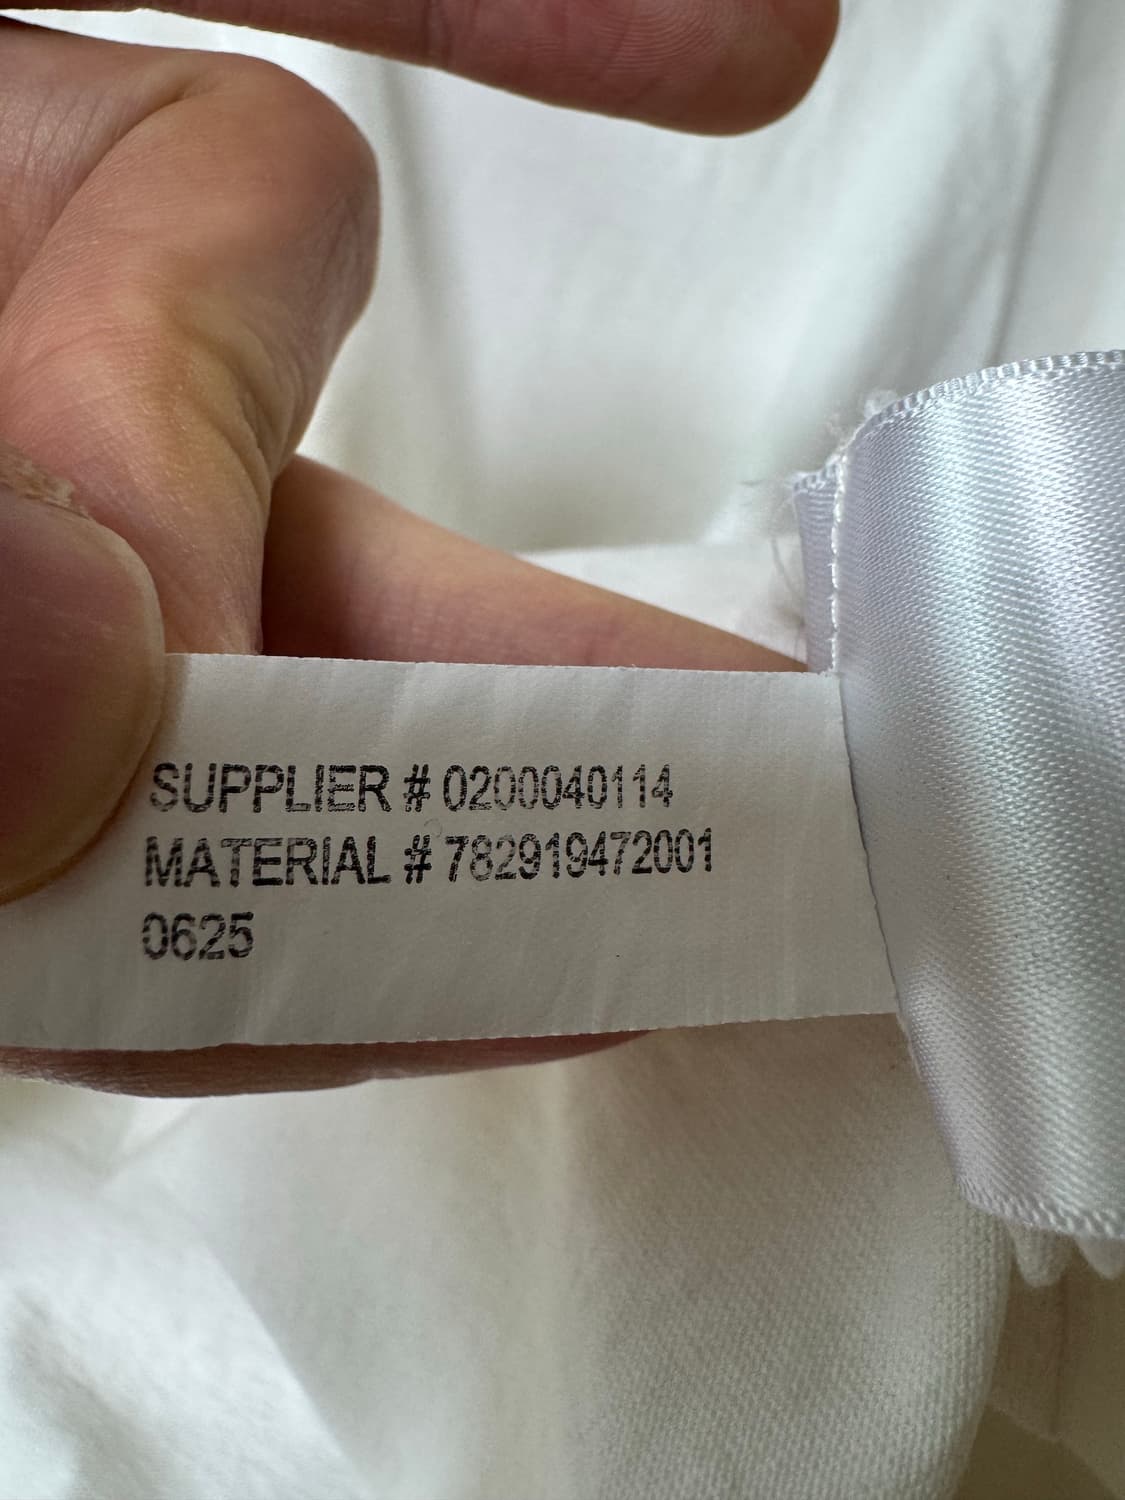 SUPPLIER # 0200040114
MATERIAL # 782919472001
0625